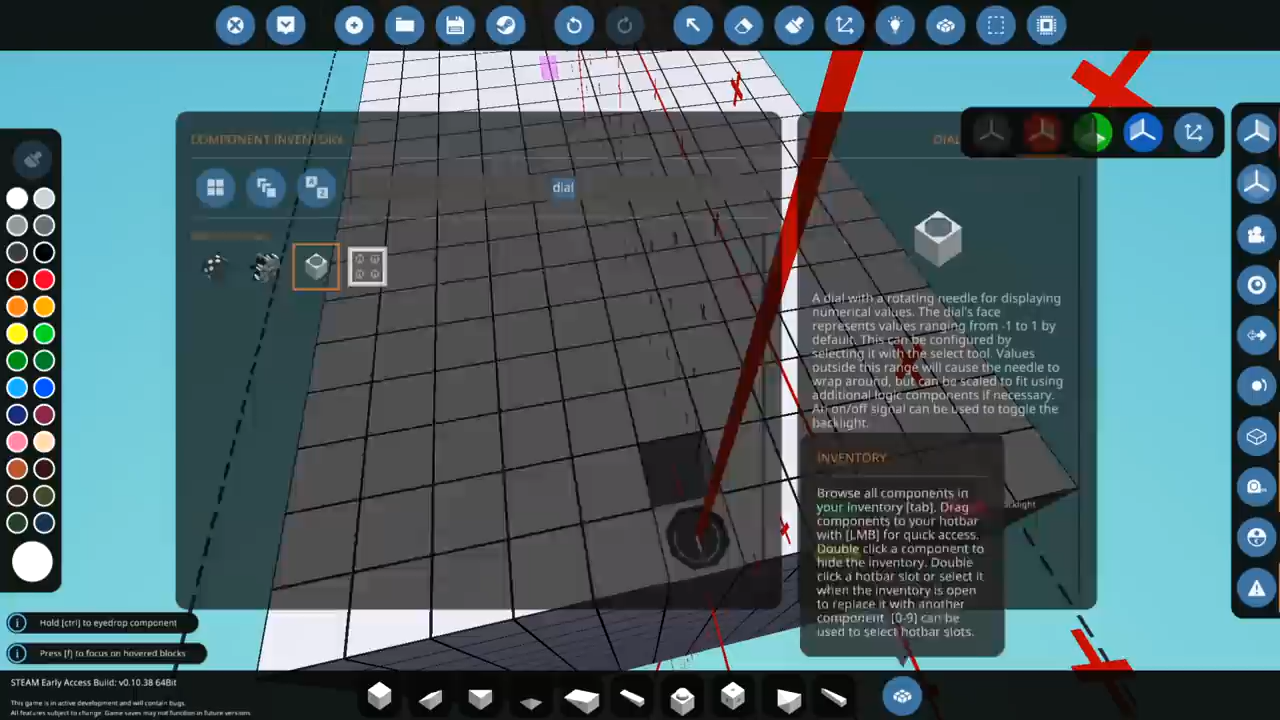 COMPONENT INVENTORY
DIAL
dial
A dial with a rotating needle for displaying
numerical values. The dial's face
represents values ranging from -1 to 1 by
default. This can be configured by
selecting it with the select tool. Values
outside this range will cause the needle to
wrap around, but can be scaled to fit using
additional logic components if necessary.
An on/off signal can be used to toggle the
backlight.
INVENTORY
Browse all components in
your inventory [tab]. Drag
components to your hotbar
with [LMB] for quick access.
Double click a component to
hide the inventory. Double
click a hotbar slot or select it
when the inventory is open
to replace it with another
component. [0-9] can be
used to select hotbar slots.
Hold [ctrl] to eyedrop component
Press [f] to focus on hovered blocks
STEAM Early Access Build: v0.10.38 64Bit
This game is in active development and will contain bugs.
All features subject to change. Game saves may not function in future versions.